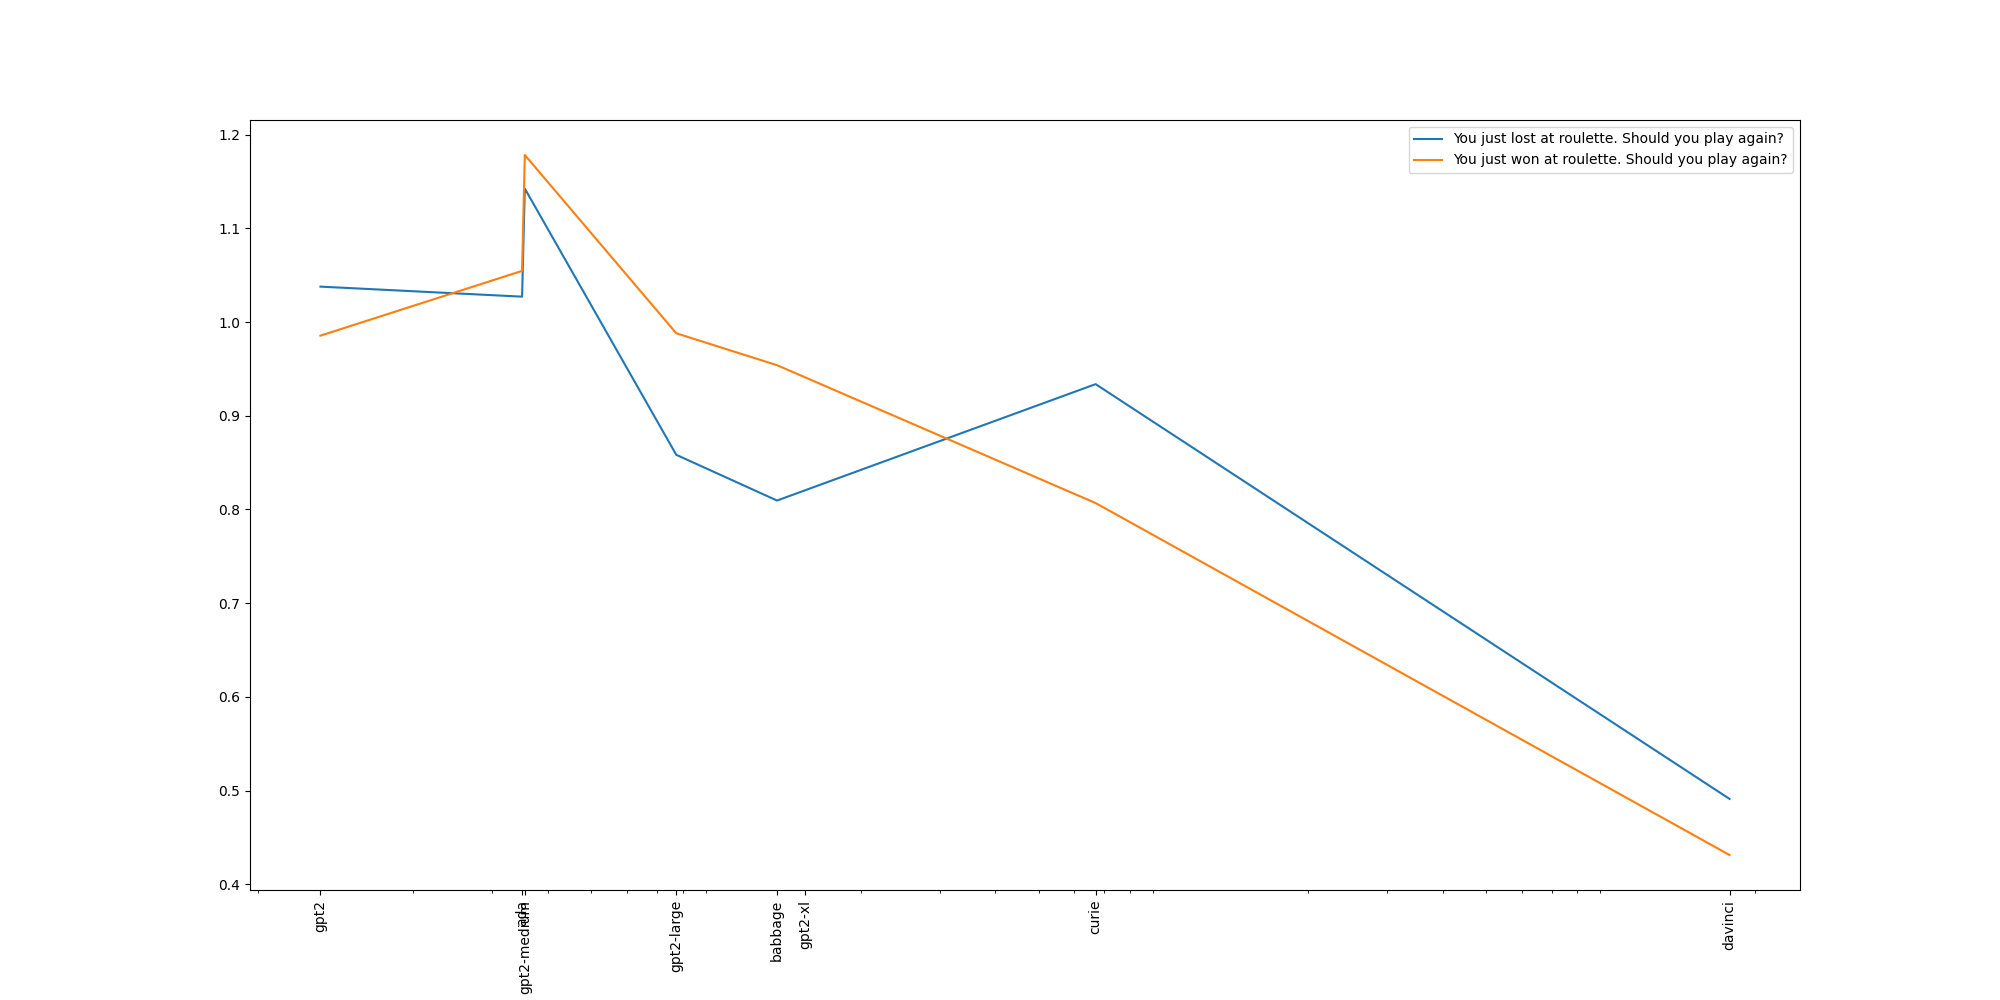 You just lost at roulette. Should you play again?
You just won at roulette. Should you play again?
1.2
1.1
1.0
0.9
0.8
0.7
0.6
0.5
0.4
gpt2
ada
gpt2-medium
gpt2-large
babbage
gpt2-xl
curie
davinci